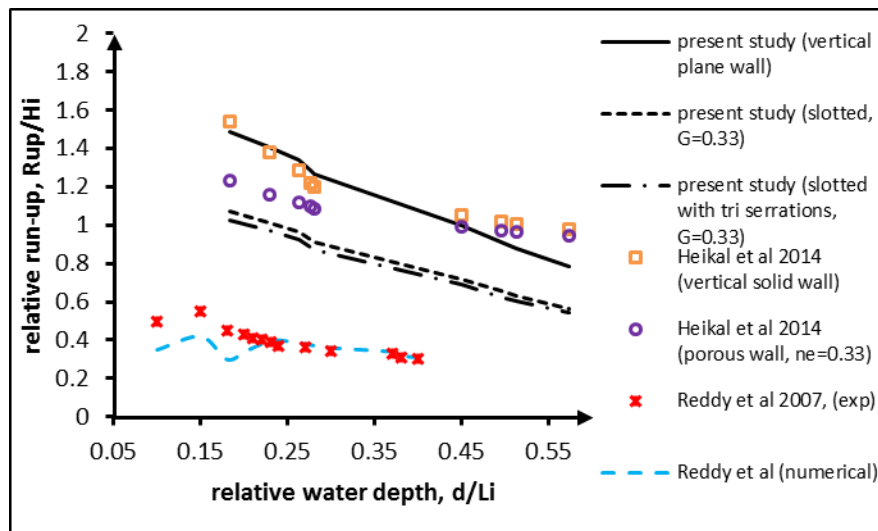 2
1.8
1.6
1.4
1.2
1
0.8
0.6
0.4
0.2
0
relative run-up, Rup/Hi
0.05 0.15 0.25 0.35 0.45 0.55
relative water depth, d/Li
present study (vertical
plane wall)
present study (slotted,
G=0.33)
present study (slotted
with tri serrations,
G=0.33)
Heikal et al 2014
(vertical solid wall)
Heikal et al 2014
(porous wall, ne=0.33)
Reddy et al 2007, (exp)
Reddy et al (numerical)